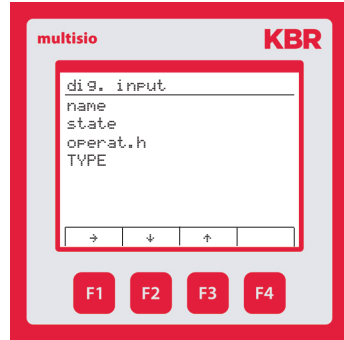 multisio KBR
dig. input
name
state
operat.h
TYPE
→ ↓ ↑
F1 F2 F3 F4